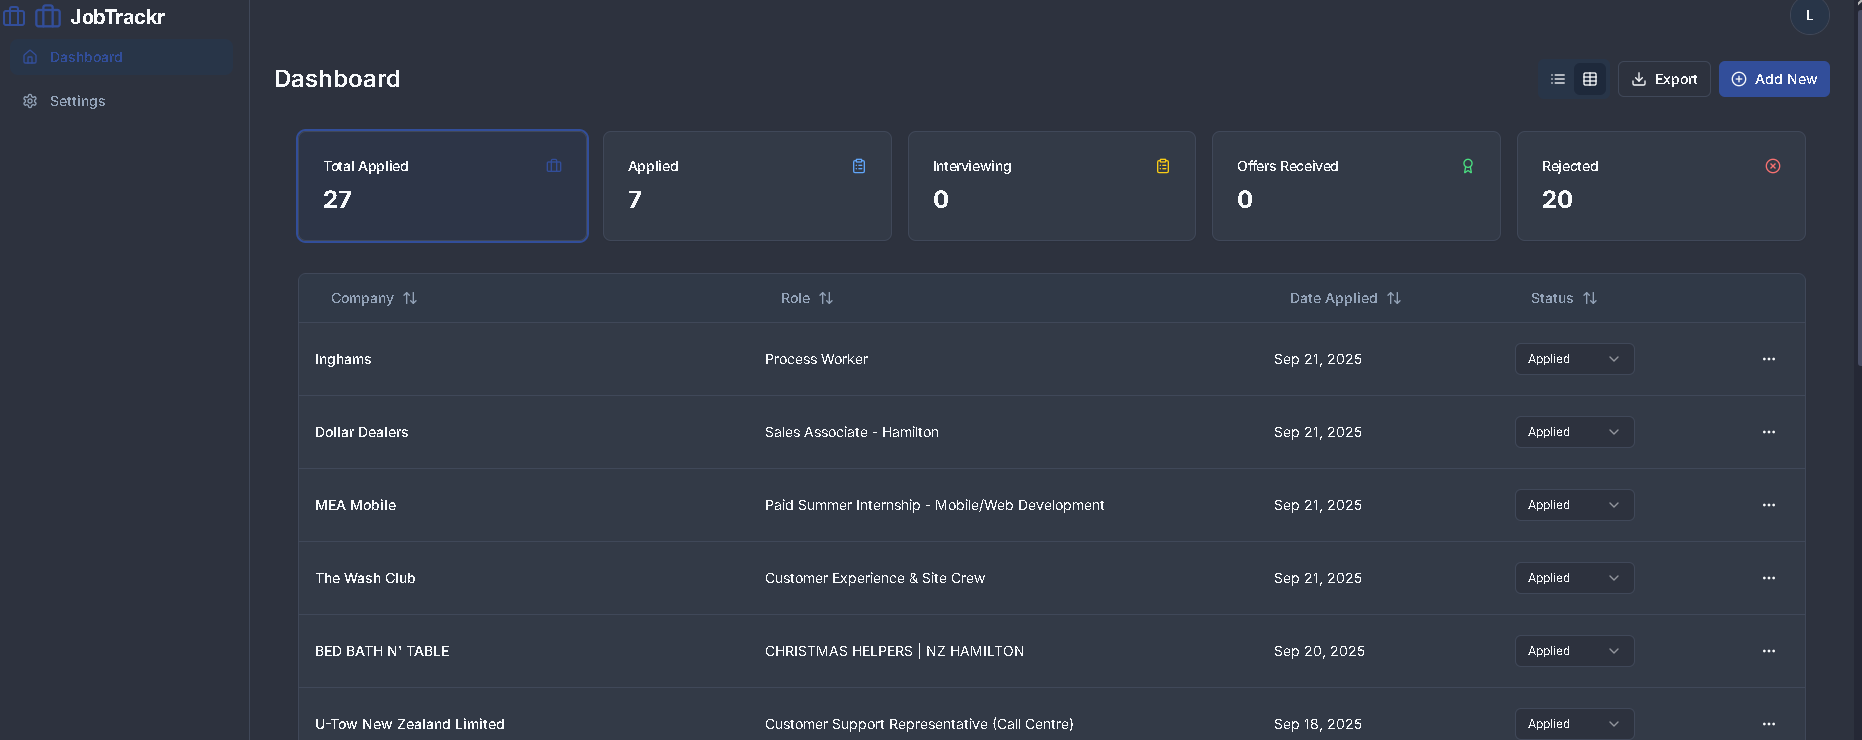 JobTrackr
L
Dashboard
Settings
Dashboard
Export
Add New
Total Applied
27
Applied
7
Interviewing
0
Offers Received
0
Rejected
20
Company Role Date Applied Status
Inghams Process Worker Sep 21, 2025 Applied
Dollar Dealers Sales Associate - Hamilton Sep 21, 2025 Applied
MEA Mobile Paid Summer Internship - Mobile/Web Development Sep 21, 2025 Applied
The Wash Club Customer Experience & Site Crew Sep 21, 2025 Applied
BED BATH N' TABLE CHRISTMAS HELPERS | NZ HAMILTON Sep 20, 2025 Applied
U-Tow New Zealand Limited Customer Support Representative (Call Centre) Sep 18, 2025 Applied